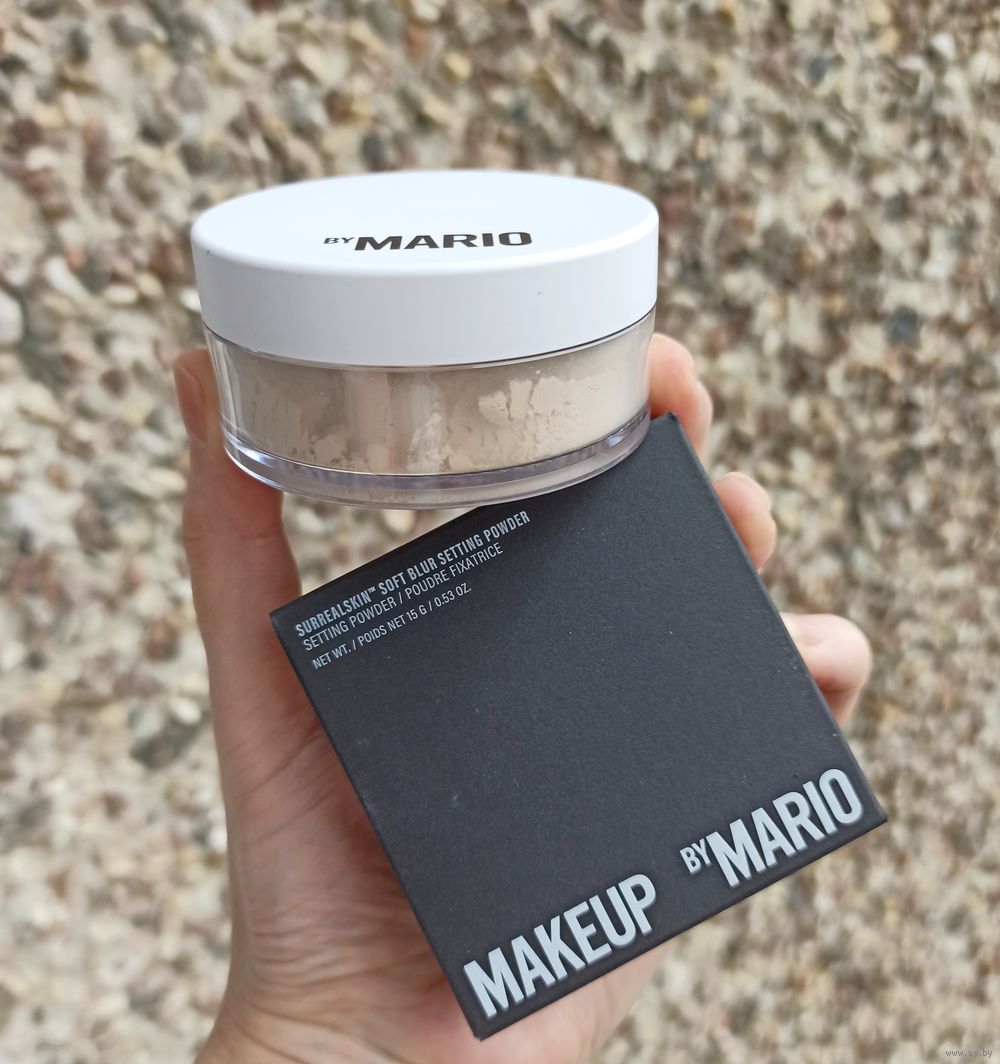 BY MARIO
SURREALSKIN™ SOFT BLUR SETTING POWDER
SETTING POWDER / POUDRE FIXATRICE
NET WT. / POIDS NET 15 G / 0.53 OZ.
MAKEUP BY MARIO
www.ay.by